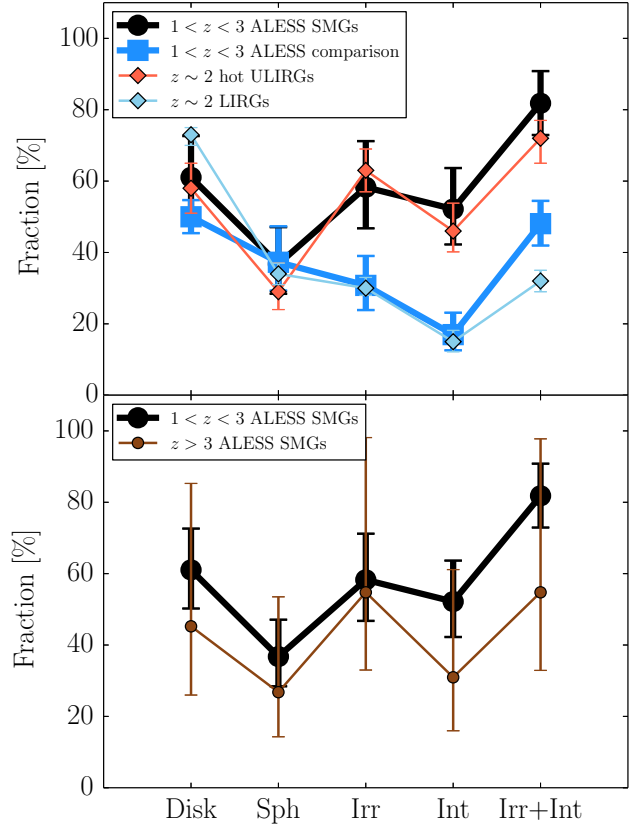 100
80
60
40
20
0
Fraction [%]
1 < z < 3 ALESS SMGs
1 < z < 3 ALESS comparison
z ∼ 2 hot ULIRGs
z ∼ 2 LIRGs
100
80
60
40
20
0
Fraction [%]
1 < z < 3 ALESS SMGs
z > 3 ALESS SMGs
Disk Sph Irr Int Irr+Int